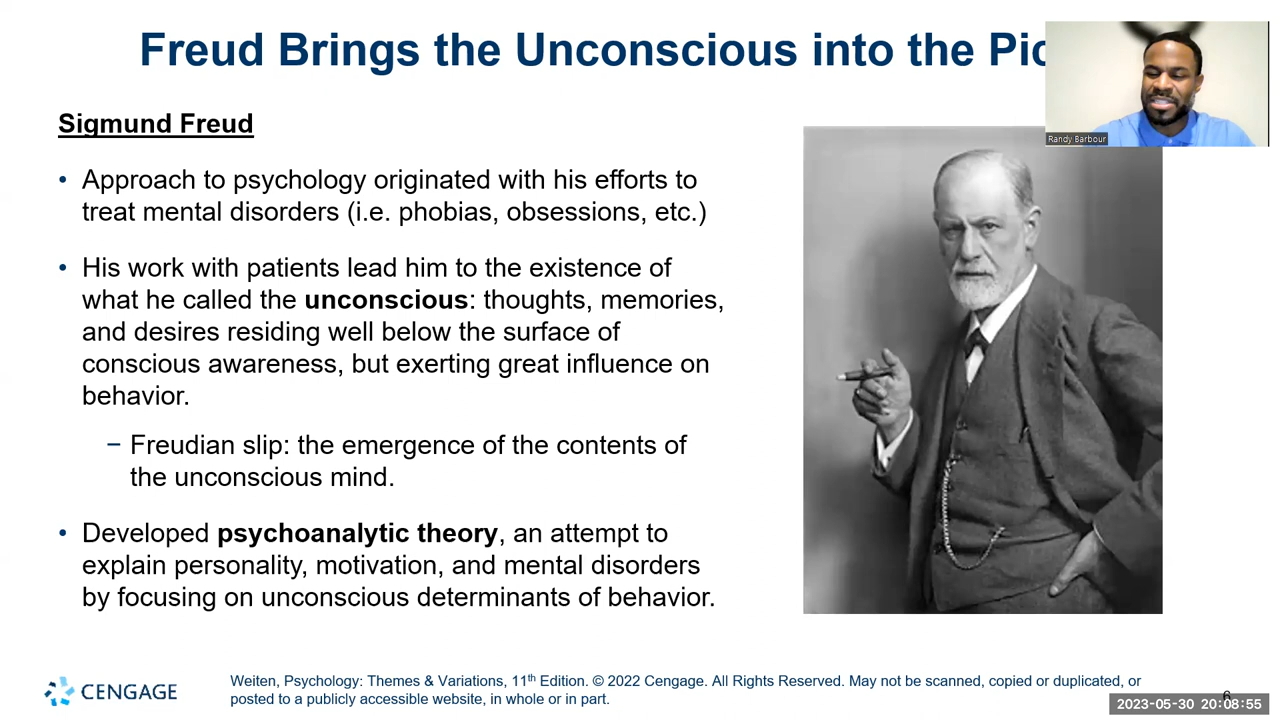 Freud Brings the Unconscious into the Pic
Randy Barbour
Sigmund Freud
• Approach to psychology originated with his efforts to
treat mental disorders (i.e. phobias, obsessions, etc.)
• His work with patients lead him to the existence of
what he called the unconscious: thoughts, memories,
and desires residing well below the surface of
conscious awareness, but exerting great influence on
behavior.
− Freudian slip: the emergence of the contents of
the unconscious mind.
• Developed psychoanalytic theory, an attempt to
explain personality, motivation, and mental disorders
by focusing on unconscious determinants of behavior.
CENGAGE
Weiten, Psychology: Themes & Variations, 11th Edition. © 2022 Cengage. All Rights Reserved. May not be scanned, copied or duplicated, or
posted to a publicly accessible website, in whole or in part.
6
2023-05-30 20:08:55